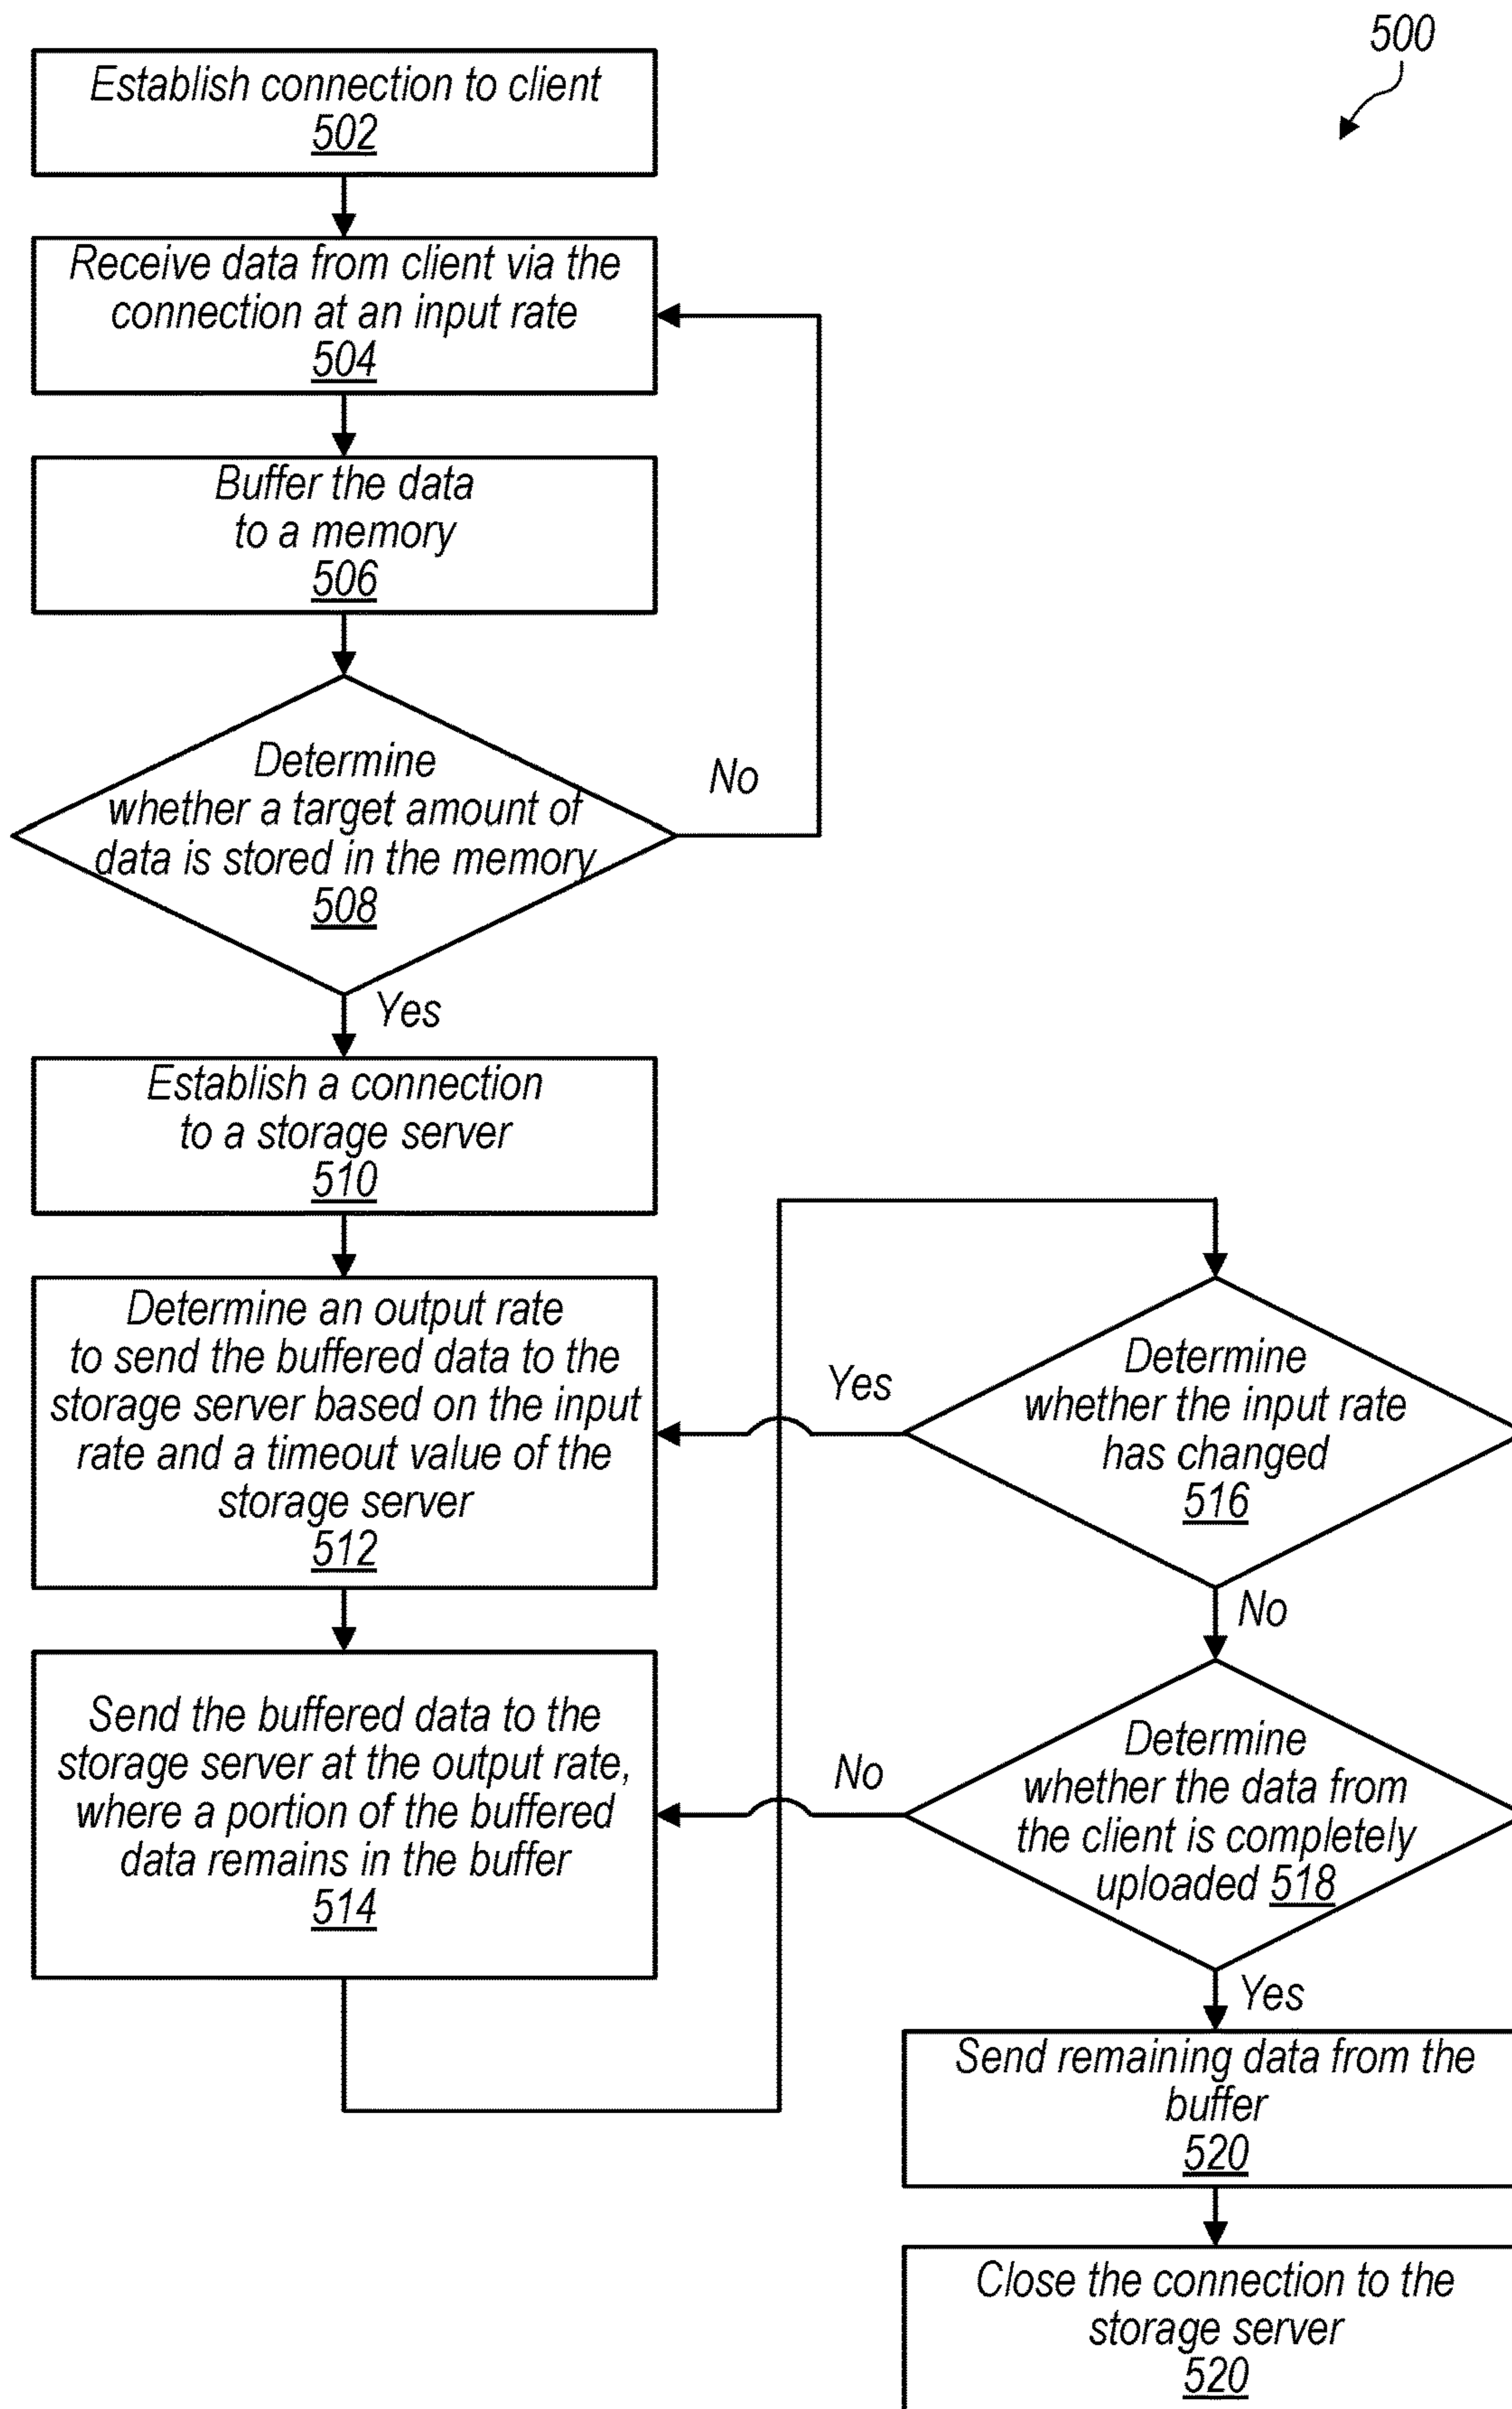 500
Establish connection to client
502
Receive data from client via the
connection at an input rate
504
Buffer the data
to a memory
506
Determine
whether a target amount of
data is stored in the memory
508
No
Yes
Establish a connection
to a storage server
510
Determine an output rate
to send the buffered data to the
storage server based on the input
rate and a timeout value of the
storage server
512
Send the buffered data to the
storage server at the output rate,
where a portion of the buffered
data remains in the buffer
514
Determine
whether the input rate
has changed
516
Yes
No
Determine
whether the data from
the client is completely
uploaded 518
No
Yes
Send remaining data from the
buffer
520
Close the connection to the
storage server
520